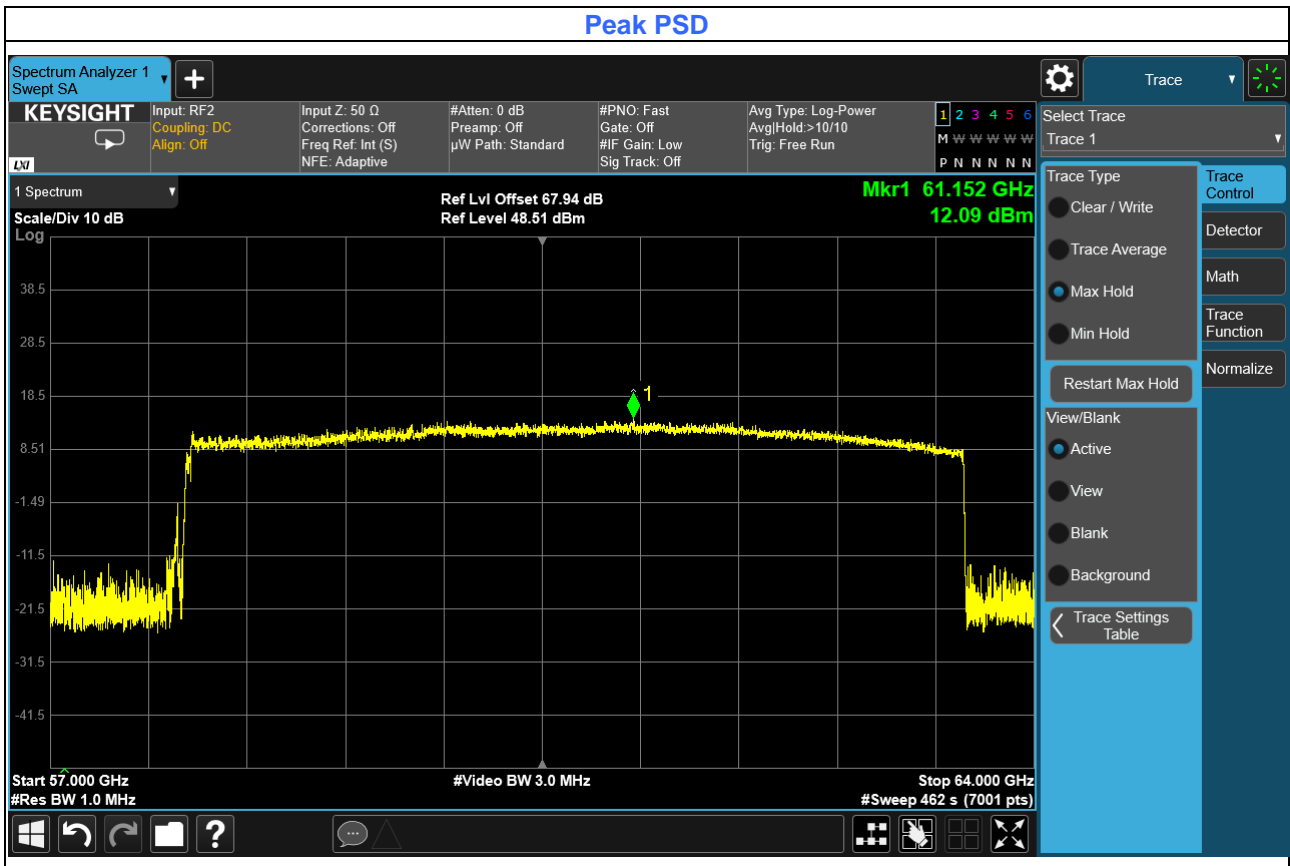 Peak PSD
Spectrum Analyzer 1
Swept SA
Trace
KEYSIGHT
LXI
Input: RF2
Coupling: DC
Align: Off
Input Z: 50 Ω
Corrections: Off
Freq Ref: Int (S)
NFE: Adaptive
#Atten: 0 dB
Preamp: Off
µW Path: Standard
#PNO: Fast
Gate: Off
#IF Gain: Low
Sig Track: Off
Avg Type: Log-Power
Avg|Hold:>10/10
Trig: Free Run
1 2 3 4 5 6
M W W W W W
P N N N N N
Select Trace
Trace 1
1 Spectrum
Scale/Div 10 dB
Log
Ref Lvl Offset 67.94 dB
Ref Level 48.51 dBm
Mkr1 61.152 GHz
12.09 dBm
38.5
28.5
18.5
8.51
-1.49
-11.5
-21.5
-31.5
-41.5
1
Start 57.000 GHz
#Res BW 1.0 MHz
#Video BW 3.0 MHz
Stop 64.000 GHz
#Sweep 462 s (7001 pts)
Trace Type
Clear / Write
Trace Average
Max Hold
Min Hold
Restart Max Hold
View/Blank
Active
View
Blank
Background
Trace Settings
Table
Trace
Control
Detector
Math
Trace
Function
Normalize
?